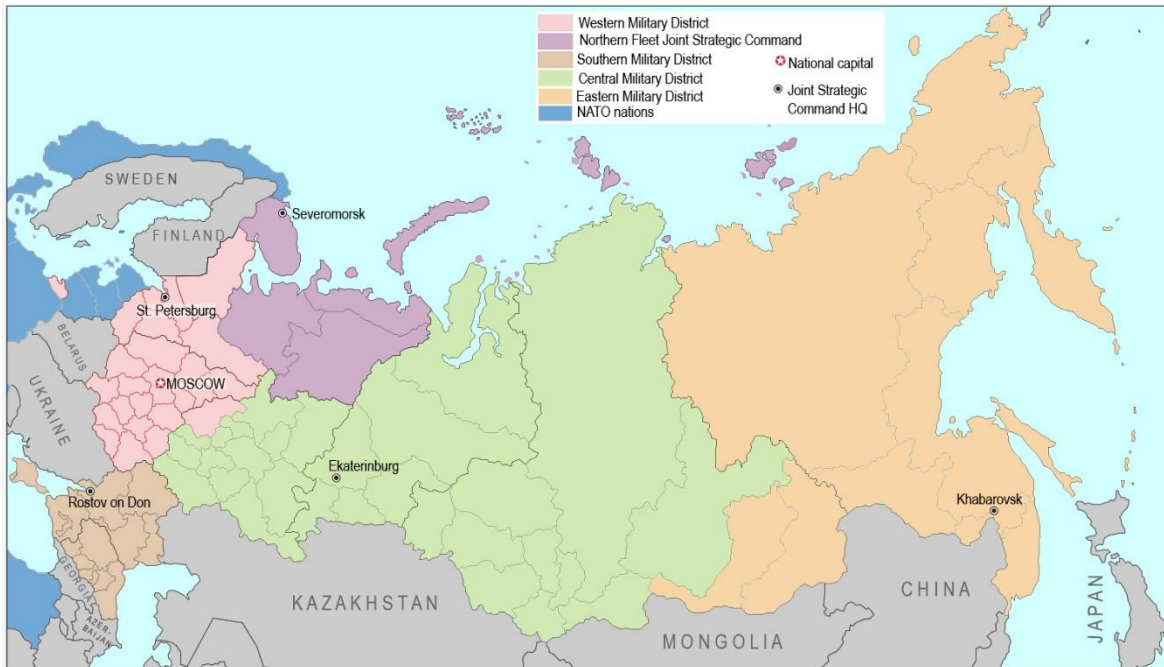 Western Military District
Northern Fleet Joint Strategic Command
Southern Military District
Central Military District
Eastern Military District
NATO nations
National capital
Joint Strategic
Command HQ
SWEDEN
Severomorsk
FINLAND
St. Petersburg
BELARUS
MOSCOW
UKRAINE
Ekaterinburg
Rostov on Don
Khabarovsk
GEORGIA
AZER-
BAIJAN
KAZAKHSTAN
MONGOLIA
CHINA
JAPAN